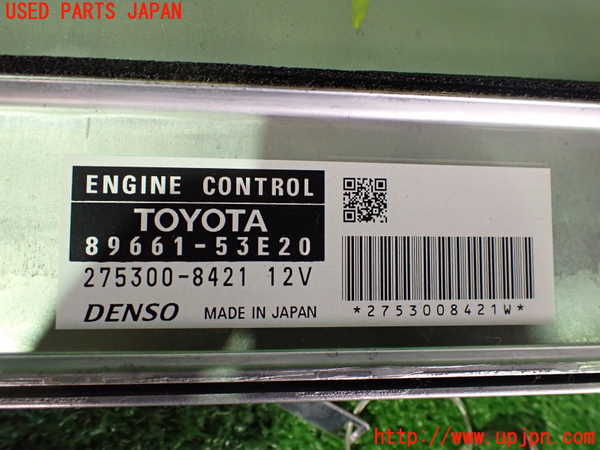 USED PARTS JAPAN
ENGINE CONTROL
TOYOTA
89661-53E20
275300-8421 12V
DENSO MADE IN JAPAN
*2753008421W*
http://www.upjpn.com/